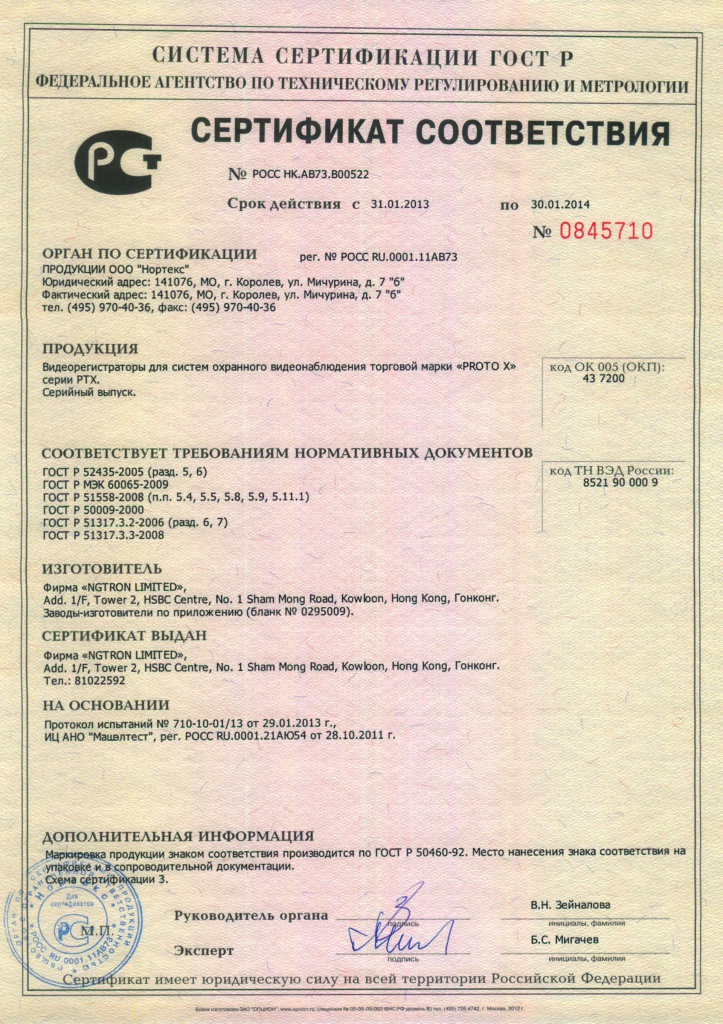 СИСТЕМА СЕРТИФИКАЦИИ ГОСТ Р
ФЕДЕРАЛЬНОЕ АГЕНТСТВО ПО ТЕХНИЧЕСКОМУ РЕГУЛИРОВАНИЮ И МЕТРОЛОГИИ
РСТ
СЕРТИФИКАТ СООТВЕТСТВИЯ
№ РОСС HK.АВ73.В00522
Срок действия с 31.01.2013 по 30.01.2014
№ 0845710
ОРГАН ПО СЕРТИФИКАЦИИ рег. № РОСС RU.0001.11АВ73
ПРОДУКЦИИ ООО "Нортекс"
Юридический адрес: 141076, МО, г. Королев, ул. Мичурина, д. 7 "б"
Фактический адрес: 141076, МО, г. Королев, ул. Мичурина, д. 7 "б"
тел. (495) 970-40-36, факс: (495) 970-40-36
ПРОДУКЦИЯ
Видеорегистраторы для систем охранного видеонаблюдения торговой марки «PROTO X»
серии PTX.
Серийный выпуск.
код ОК 005 (ОКП):
43 7200
СООТВЕТСТВУЕТ ТРЕБОВАНИЯМ НОРМАТИВНЫХ ДОКУМЕНТОВ
ГОСТ Р 52435-2005 (разд. 5, 6)
ГОСТ Р МЭК 60065-2009
ГОСТ Р 51558-2008 (п.п. 5.4, 5.5, 5.8, 5.9, 5.11.1)
ГОСТ Р 50009-2000
ГОСТ Р 51317.3.2-2006 (разд. 6, 7)
ГОСТ Р 51317.3.3-2008
код ТН ВЭД России:
8521 90 000 9
ИЗГОТОВИТЕЛЬ
Фирма «NGTRON LIMITED»,
Add. 1/F, Tower 2, HSBC Centre, No. 1 Sham Mong Road, Kowloon, Hong Kong, Гонконг.
Заводы-изготовители по приложению (бланк № 0295009).
СЕРТИФИКАТ ВЫДАН
Фирма «NGTRON LIMITED»,
Add. 1/F, Tower 2, HSBC Centre, No. 1 Sham Mong Road, Kowloon, Hong Kong, Гонконг.
Тел.: 81022592
НА ОСНОВАНИИ
Протокол испытаний № 710-10-01/13 от 29.01.2013 г.,
ИЦ АНО "Машэлтест", рег. РОСС RU.0001.21АЮ54 от 28.10.2011 г.
ДОПОЛНИТЕЛЬНАЯ ИНФОРМАЦИЯ
Маркировка продукции знаком соответствия производится по ГОСТ Р 50460-92. Место нанесения знака соответствия на
упаковке и в сопроводительной документации.
Схема сертификации 3.
Нортекс
Для
сертификатов
РОСС RU 0001.11АВ73
М.П.
Руководитель органа
подпись
В.Н. Зейналова
инициалы, фамилия
Эксперт
подпись
Б.С. Мигачев
инициалы, фамилия
Сертификат имеет юридическую силу на всей территории Российской Федерации